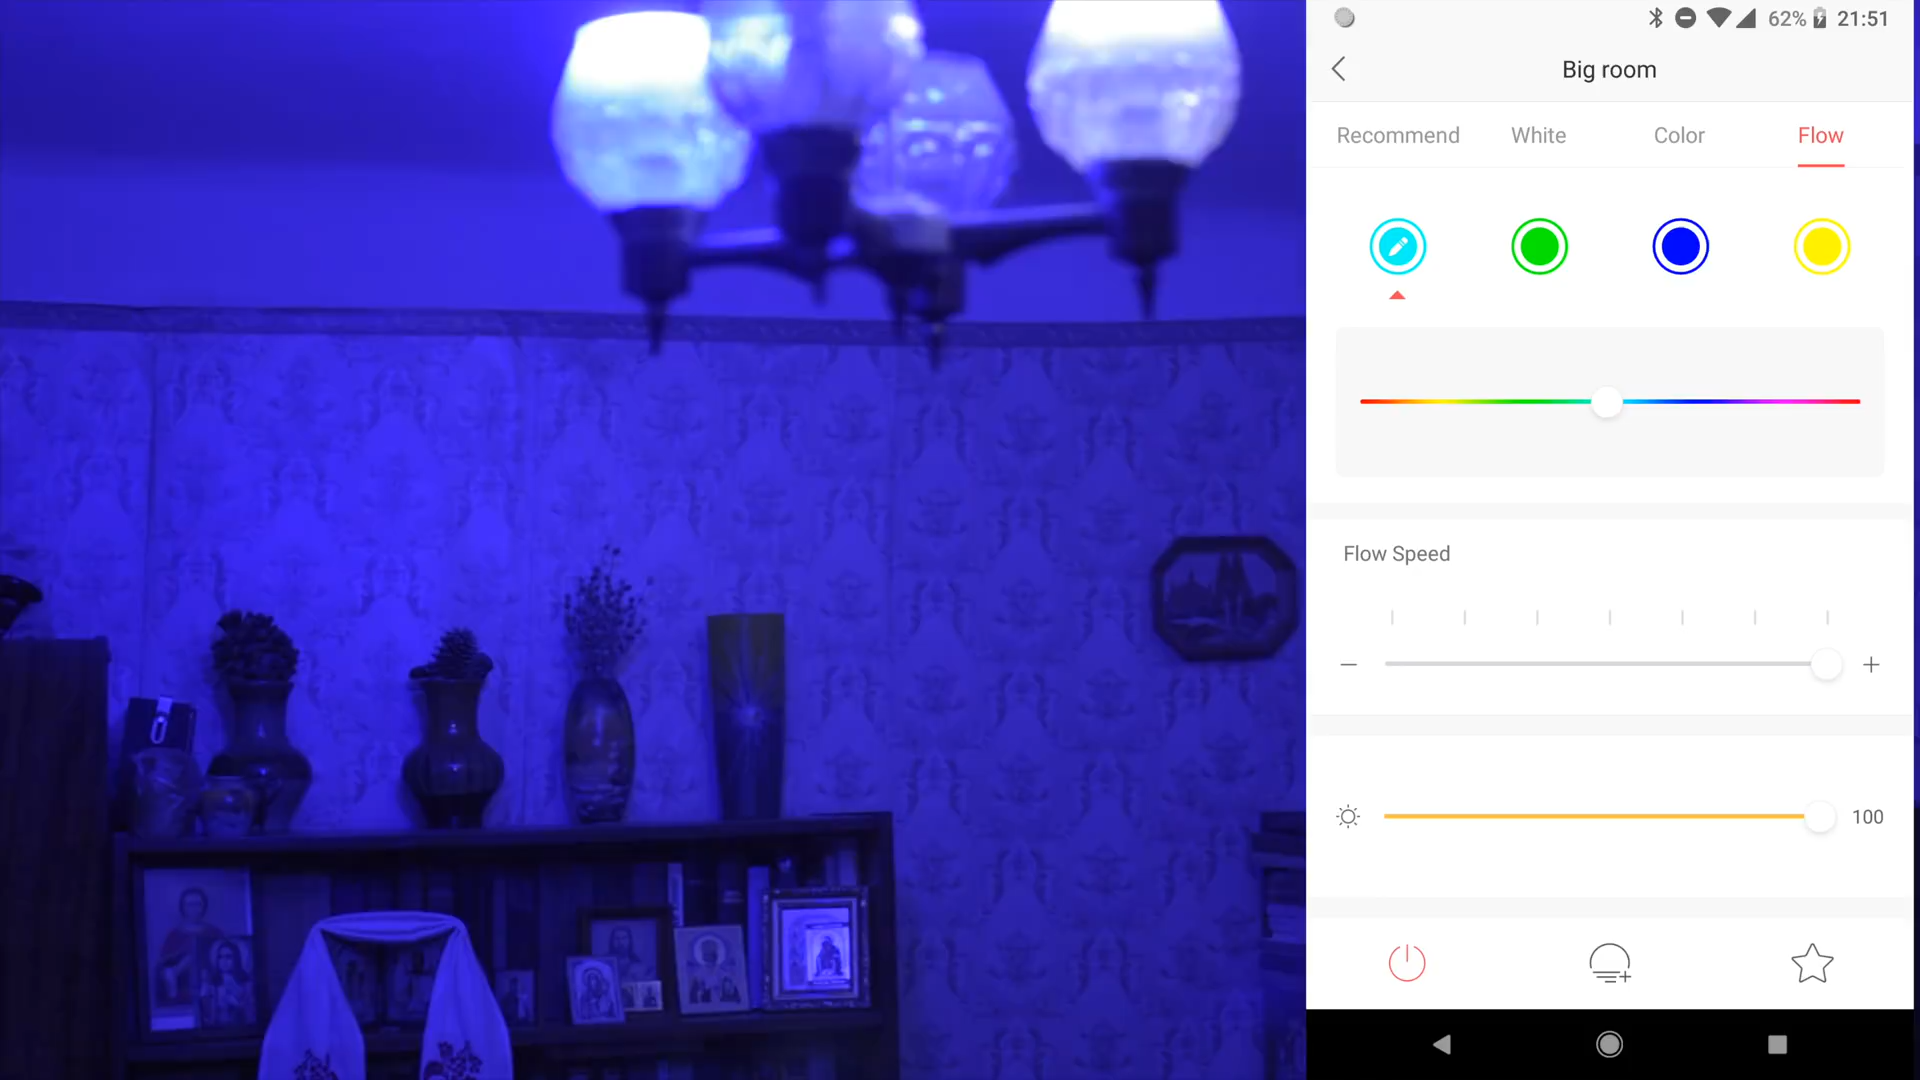 62% 21:51
Big room
Recommend White Color Flow
Flow Speed
100